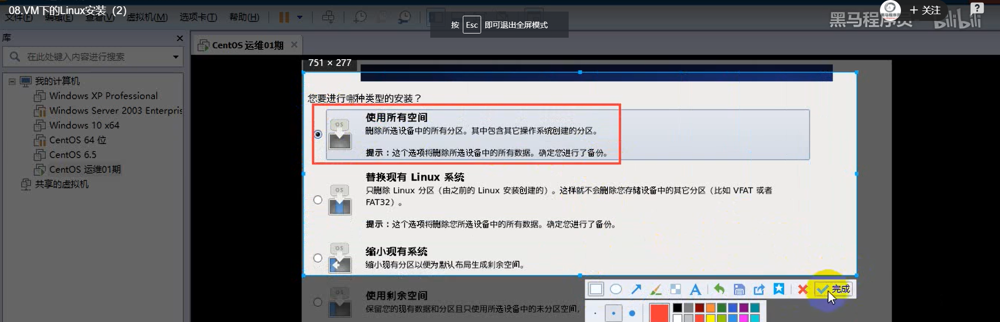 08.VM下的Linux安装（2）
+ 关注
?
文件(F) 编辑(E) 查看(V) 虚拟机(M) 选项卡(T) 帮助(H)
按 Esc 即可退出全屏模式
黑马程序员 bilibili
库
CentOS 运维01期
在此处键入内容进行搜索
751 × 277
我的计算机
Windows XP Professional
Windows Server 2003 Enterpris
Windows 10 x64
CentOS 64 位
CentOS 6.5
CentOS 运维01期
共享的虚拟机
您要进行哪种类型的安装？
使用所有空间
OS
删除所选设备中的所有分区。其中包含其它操作系统创建的分区。
提示：这个选项将删除所选设备中的所有数据。确定您进行了备份。
替换现有 Linux 系统
OS
只删除 Linux 分区（由之前的 Linux 安装创建的）。这样就不会删除您存储设备中的其它分区（比如 VFAT 或者
FAT32）。
提示：这个选项将删除您所选设备中的所有数据。确定您进行了备份。
缩小现有系统
OS
缩小现有分区以便为默认布局生成剩余空间。
A
完成
使用剩余空间
OS
保留您的现有数据和分区且只使用所选设备中的未分区空间，